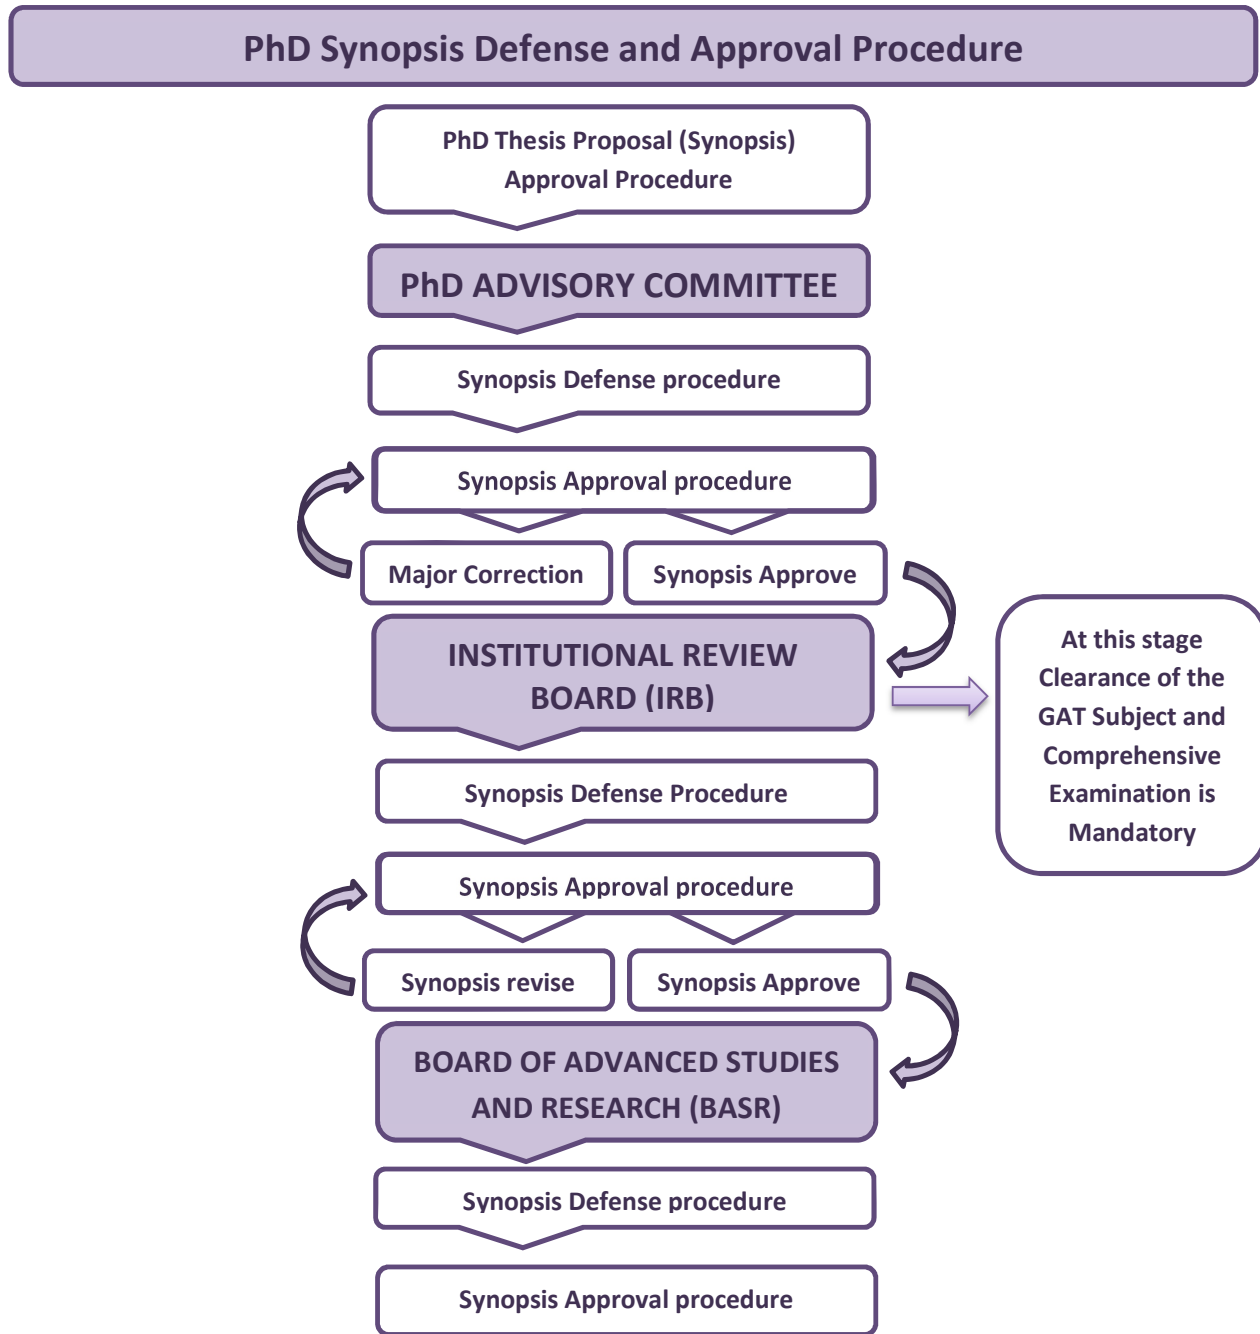 PhD Synopsis Defense and Approval Procedure
PhD Thesis Proposal (Synopsis)
Approval Procedure
PhD ADVISORY COMMITTEE
Synopsis Defense procedure
Synopsis Approval procedure
Major Correction
Synopsis Approve
INSTITUTIONAL REVIEW
BOARD (IRB)
At this stage
Clearance of the
GAT Subject and
Comprehensive
Examination is
Mandatory
Synopsis Defense Procedure
Synopsis Approval procedure
Synopsis revise
Synopsis Approve
BOARD OF ADVANCED STUDIES
AND RESEARCH (BASR)
Synopsis Defense procedure
Synopsis Approval procedure